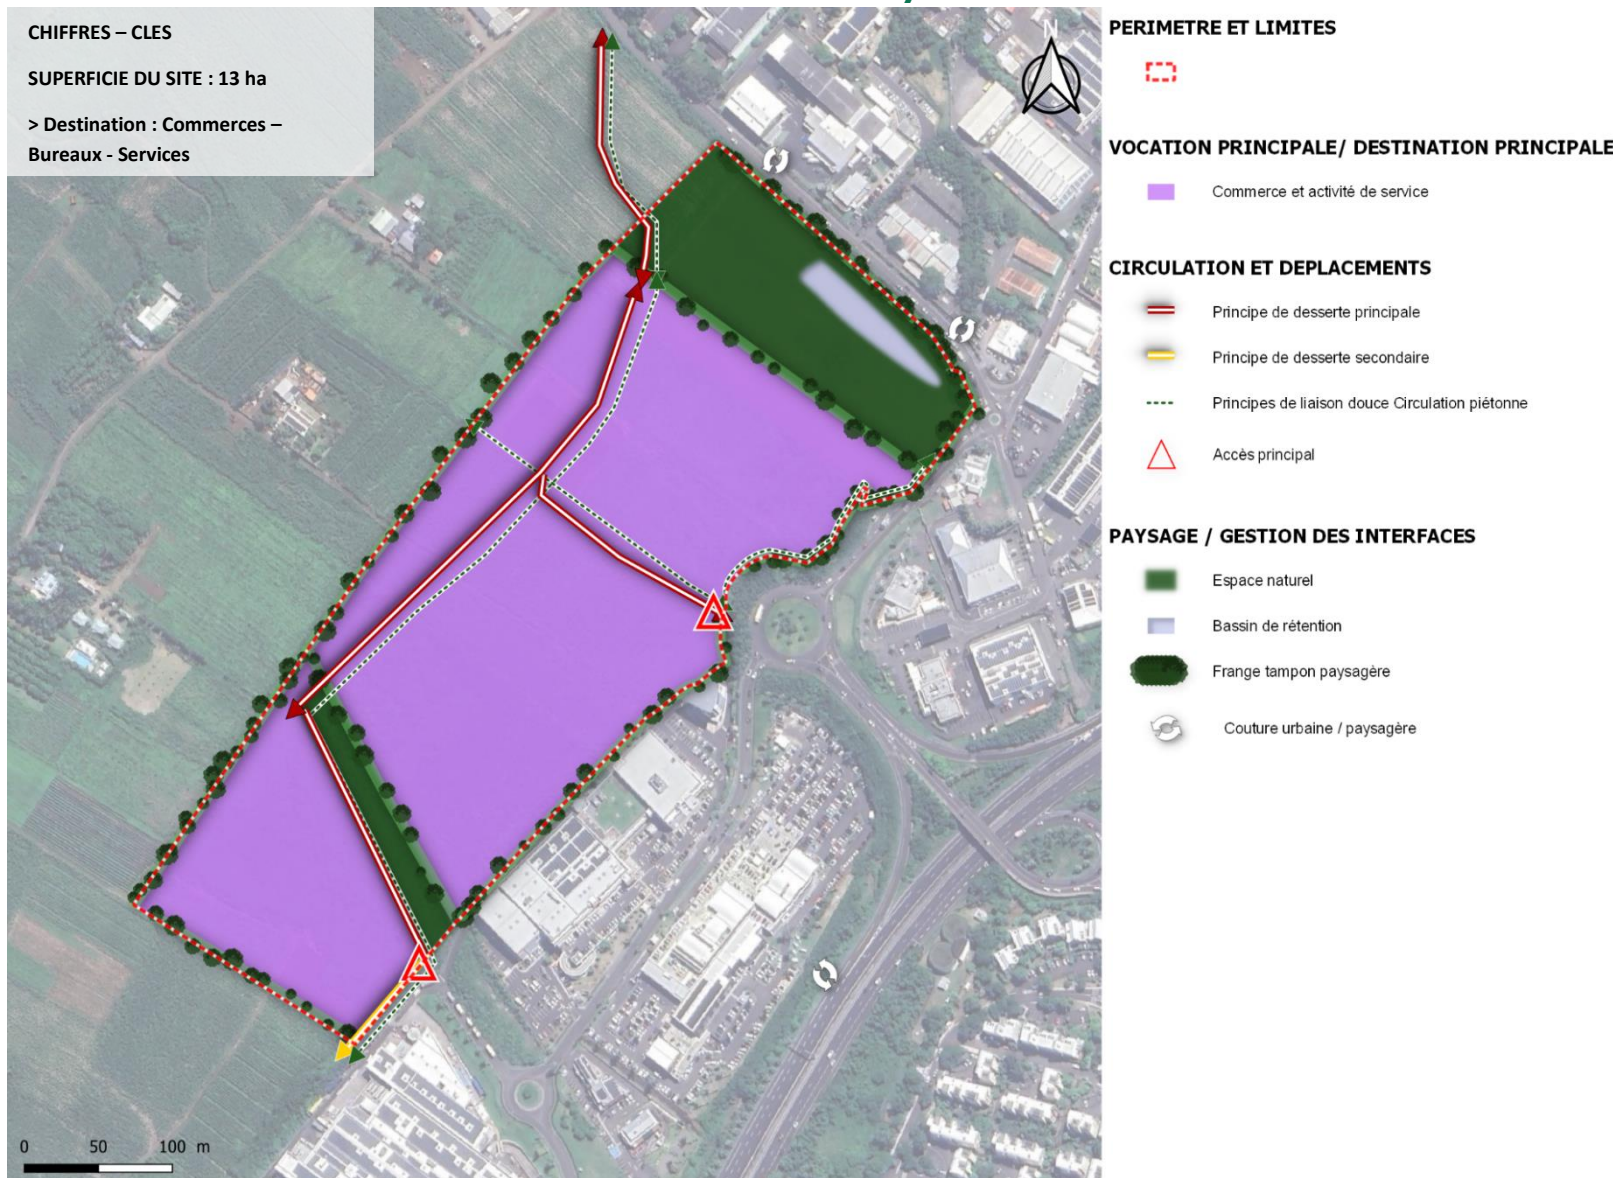 CHIFFRES – CLES
SUPERFICIE DU SITE : 13 ha
> Destination : Commerces –
Bureaux - Services
N
0 50 100 m
PERIMETRE ET LIMITES
VOCATION PRINCIPALE/ DESTINATION PRINCIPALE
Commerce et activité de service
CIRCULATION ET DEPLACEMENTS
Principe de desserte principale
Principe de desserte secondaire
Principes de liaison douce Circulation piétonne
Accès principal
PAYSAGE / GESTION DES INTERFACES
Espace naturel
Bassin de rétention
Frange tampon paysagère
Couture urbaine / paysagère